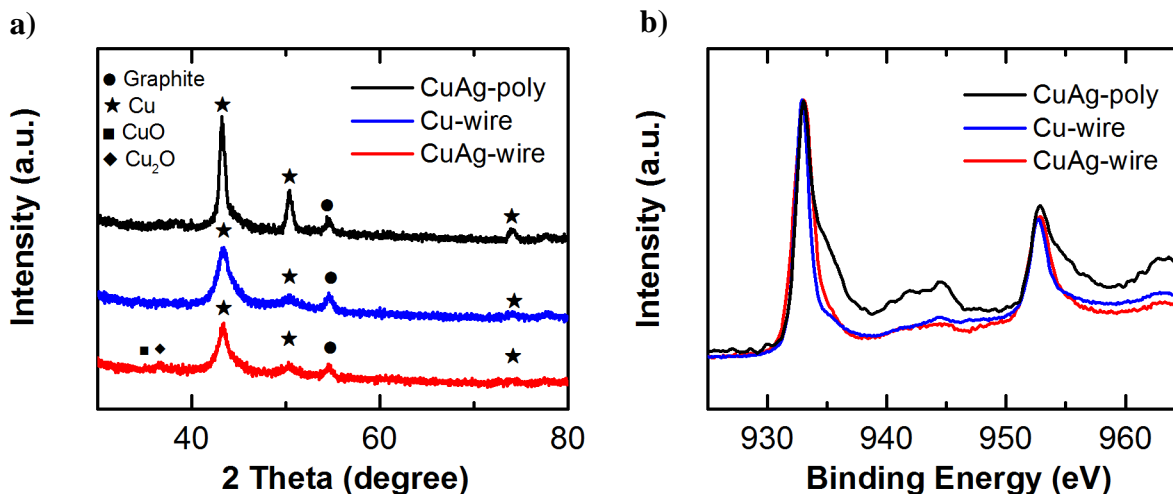 a)
● Graphite
★ Cu
■ CuO
◆ Cu₂O
CuAg-poly
Cu-wire
CuAg-wire
Intensity (a.u.)
40 60 80
2 Theta (degree)
b)
CuAg-poly
Cu-wire
CuAg-wire
Intensity (a.u.)
930 940 950 960
Binding Energy (eV)